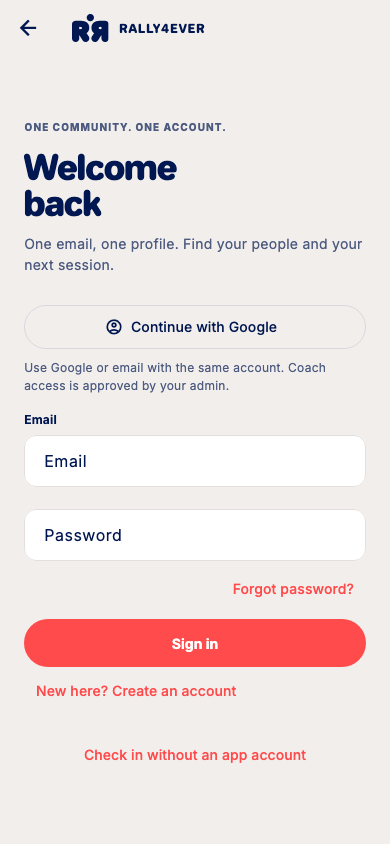 RALLY4EVER
ONE COMMUNITY. ONE ACCOUNT.
Welcome
back
One email, one profile. Find your people and your
next session.
Continue with Google
Use Google or email with the same account. Coach
access is approved by your admin.
Email
Email
Password
Forgot password?
Sign in
New here? Create an account
Check in without an app account